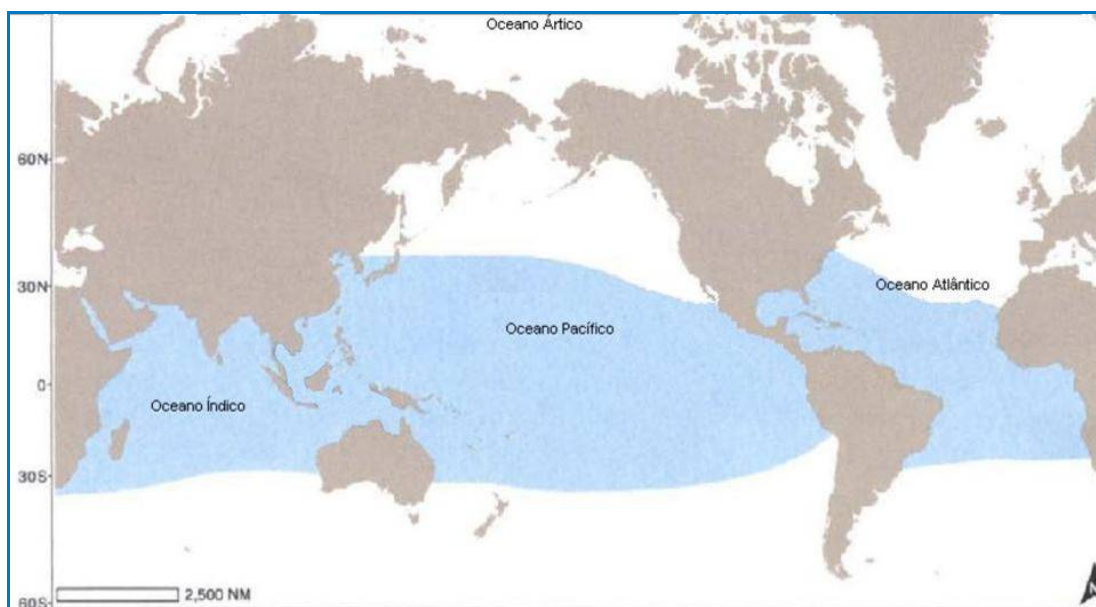 Oceano Ártico
60N
30N
Oceano Atlântico
Oceano Pacífico
0
Oceano Índico
30S
2,500 NM
60S
N